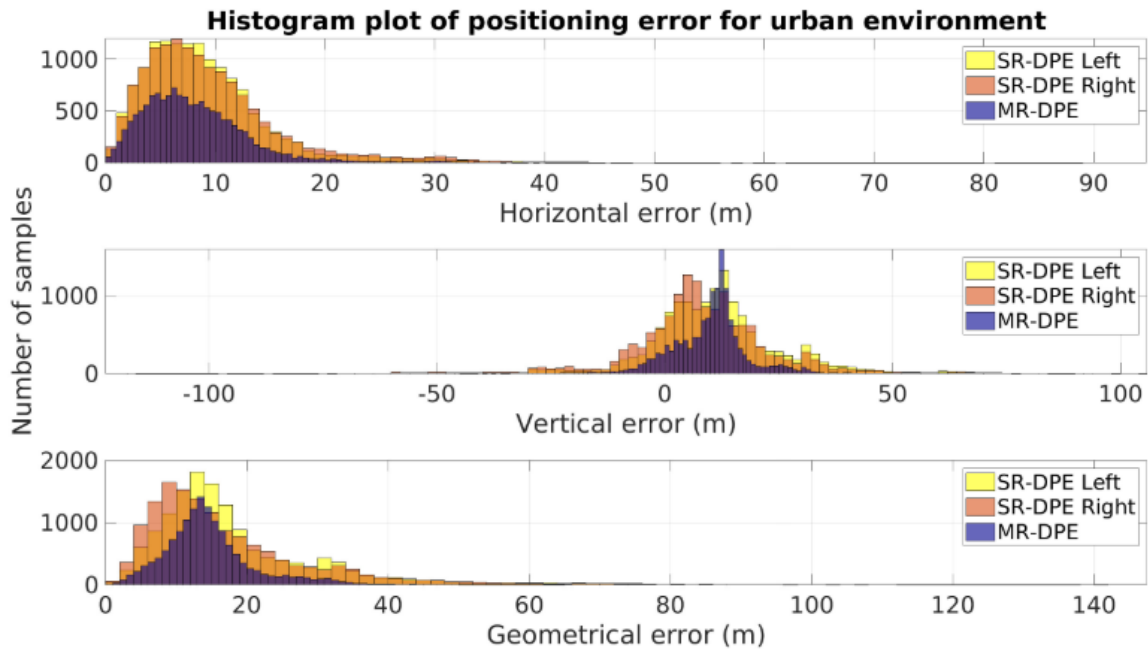 Histogram plot of positioning error for urban environment
Number of samples
1000
500
0
SR-DPE Left
SR-DPE Right
MR-DPE
0 10 20 30 40 50 60 70 80 90
Horizontal error (m)
1000
0
SR-DPE Left
SR-DPE Right
MR-DPE
-100 -50 0 50 100
Vertical error (m)
2000
1000
0
SR-DPE Left
SR-DPE Right
MR-DPE
0 20 40 60 80 100 120 140
Geometrical error (m)